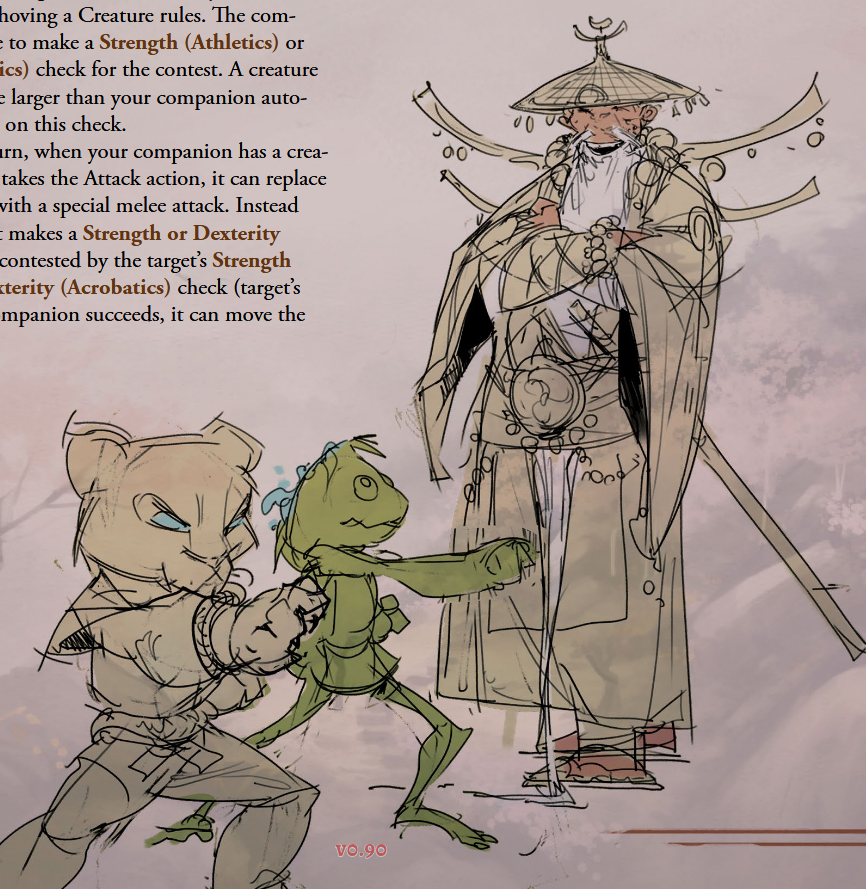 hoving a Creature rules. The com-
to make a Strength (Athletics) or
check for the contest. A creature
larger than your companion auto-
on this check.
when your companion has a crea-
takes the Attack action, it can replace
with a special melee attack. Instead
makes a Strength or Dexterity
contested by the target's Strength
(Acrobatics) check (target's
mpanion succeeds, it can move the
v0.90